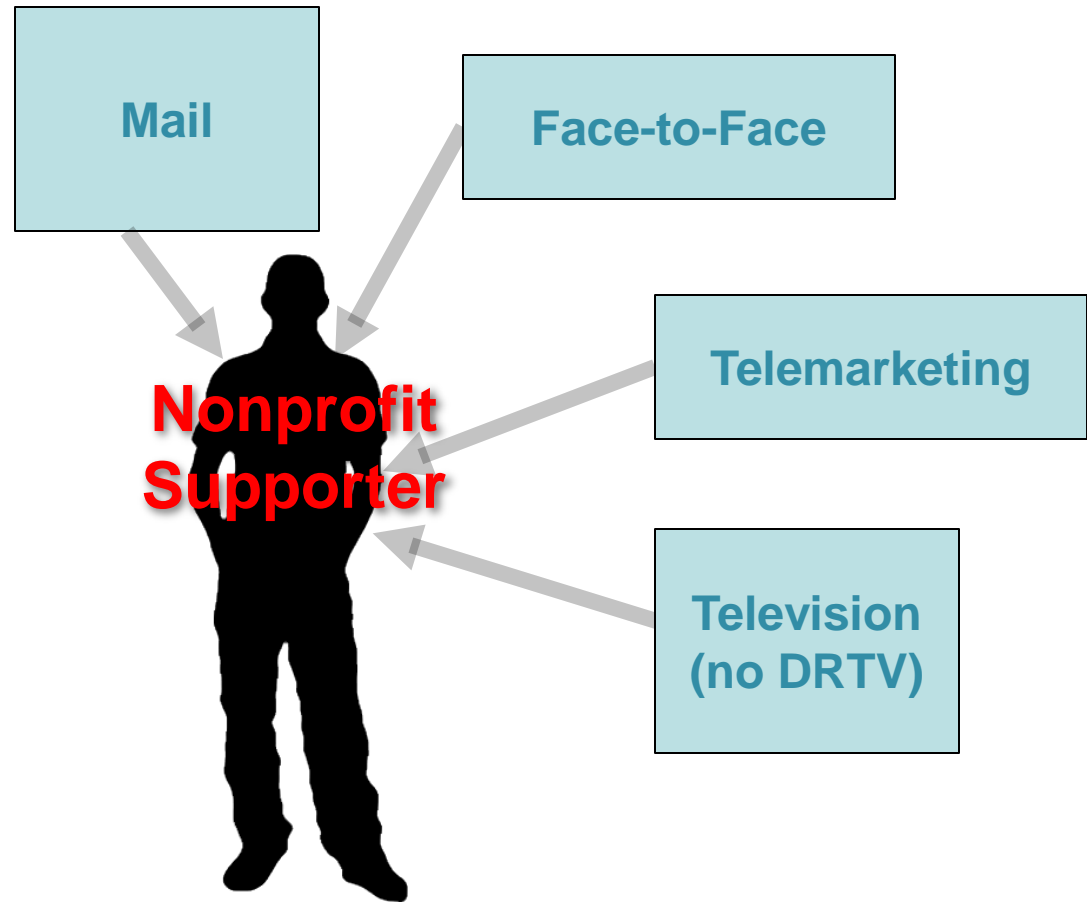 Mail
Face-to-Face
Telemarketing
Nonprofit
Supporter
Television
(no DRTV)